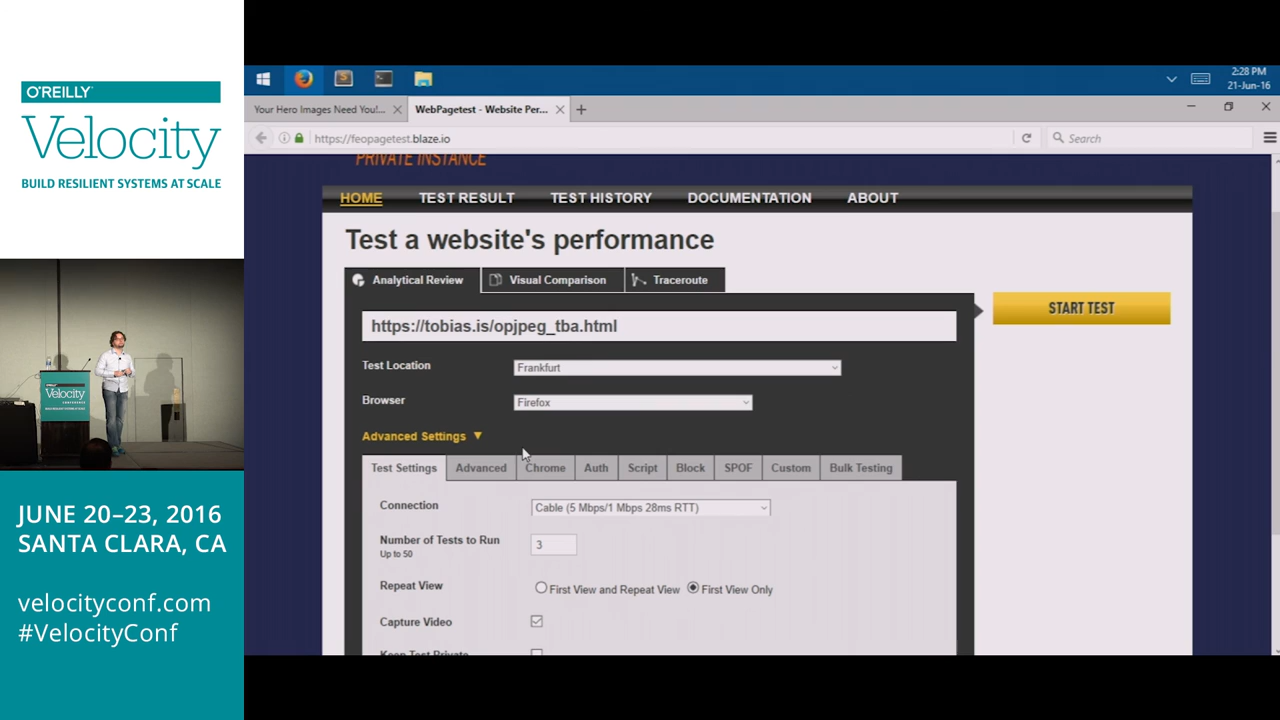 O'REILLY
Velocity
BUILD RESILIENT SYSTEMS AT SCALE
Velocity
JUNE 20–23, 2016
SANTA CLARA, CA
velocityconf.com
#VelocityConf
2:28 PM
21-Jun-16
Your Hero Images Need You!...
WebPagetest - Website Per...
https://feopagetest.blaze.io
Search
PRIVATE INSTANCE
HOME
TEST RESULT
TEST HISTORY
DOCUMENTATION
ABOUT
Test a website's performance
Analytical Review
Visual Comparison
Traceroute
https://tobias.is/opjpeg_tba.html
START TEST
Test Location
Frankfurt
Browser
Firefox
Advanced Settings ▼
Test Settings
Advanced
Chrome
Auth
Script
Block
SPOF
Custom
Bulk Testing
Connection
Cable (5 Mbps/1 Mbps 28ms RTT)
Number of Tests to Run
Up to 50
3
Repeat View
First View and Repeat View
First View Only
Capture Video
Keep Test Private